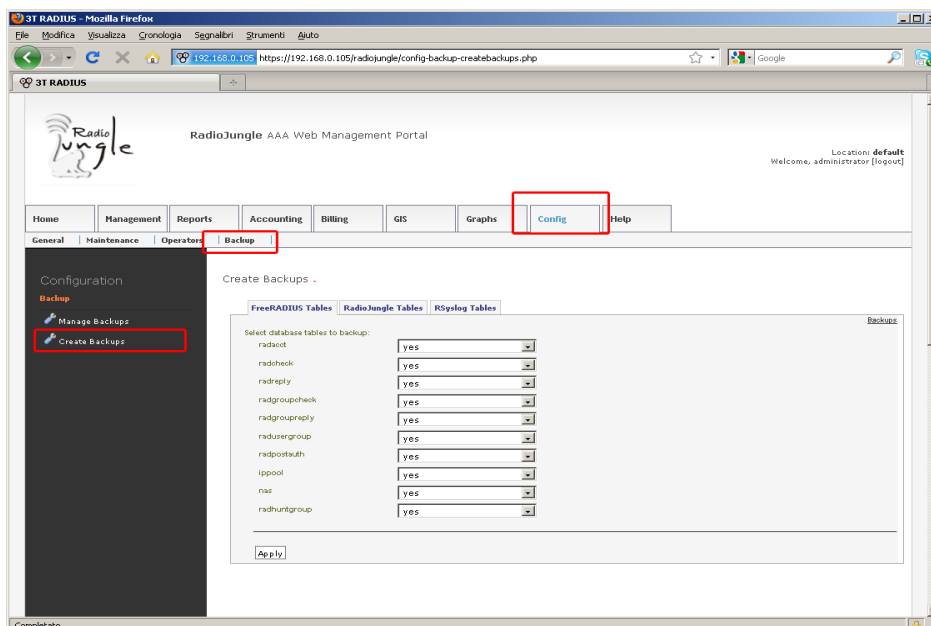 3T RADIUS - Mozilla Firefox
File Modifica Visualizza Cronologia Segnalibri Strumenti Aiuto
192.168.0.105 https://192.168.0.105/radiojungle/config-backup-createbackups.php
Google
3T RADIUS
Radio Jungle
RadioJungle AAA Web Management Portal
Location: default
Welcome, administrator [logout]
Home Management Reports Accounting Billing GIS Graphs Config Help
General | Maintenance | Operators | Backup |
Configuration
Backup
Manage Backups
Create Backups
Create Backups .
FreeRADIUS Tables RadioJungle Tables RSyslog Tables
Backups
Select database tables to backup:
radacct yes
radcheck yes
radreply yes
radgroupcheck yes
radgroupreply yes
radusergroup yes
radpostauth yes
ippool yes
nas yes
radhuntgroup yes
Apply
Completato